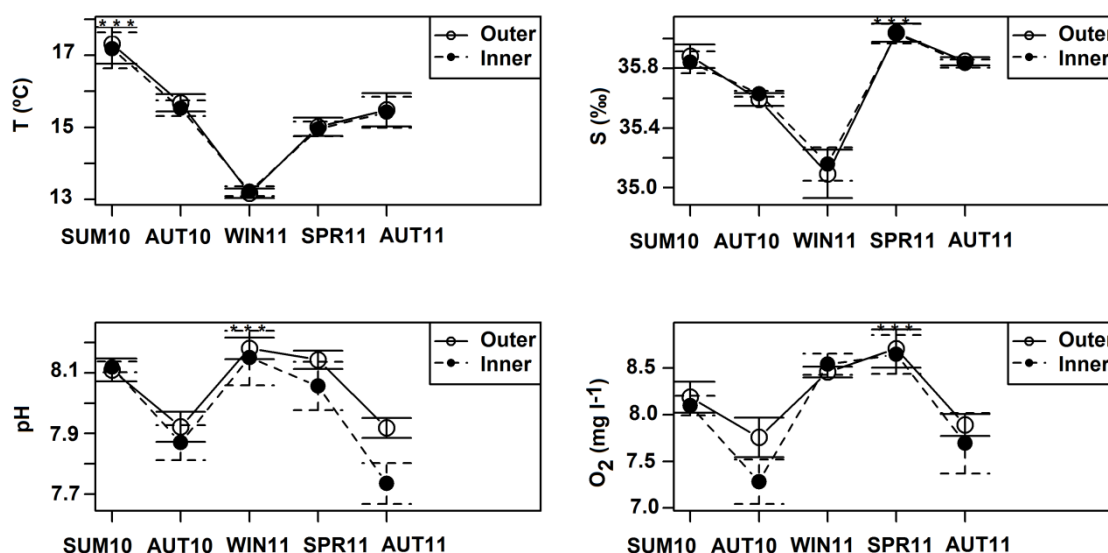 ***
17
15
13
T (ºC)
Outer
Inner
SUM10 AUT10 WIN11 SPR11 AUT11
***
35.8
35.4
35.0
S (‰)
Outer
Inner
SUM10 AUT10 WIN11 SPR11 AUT11
***
8.1
7.9
7.7
pH
Outer
Inner
SUM10 AUT10 WIN11 SPR11 AUT11
***
8.5
8.0
7.5
7.0
O2 (mg l-1)
Outer
Inner
SUM10 AUT10 WIN11 SPR11 AUT11